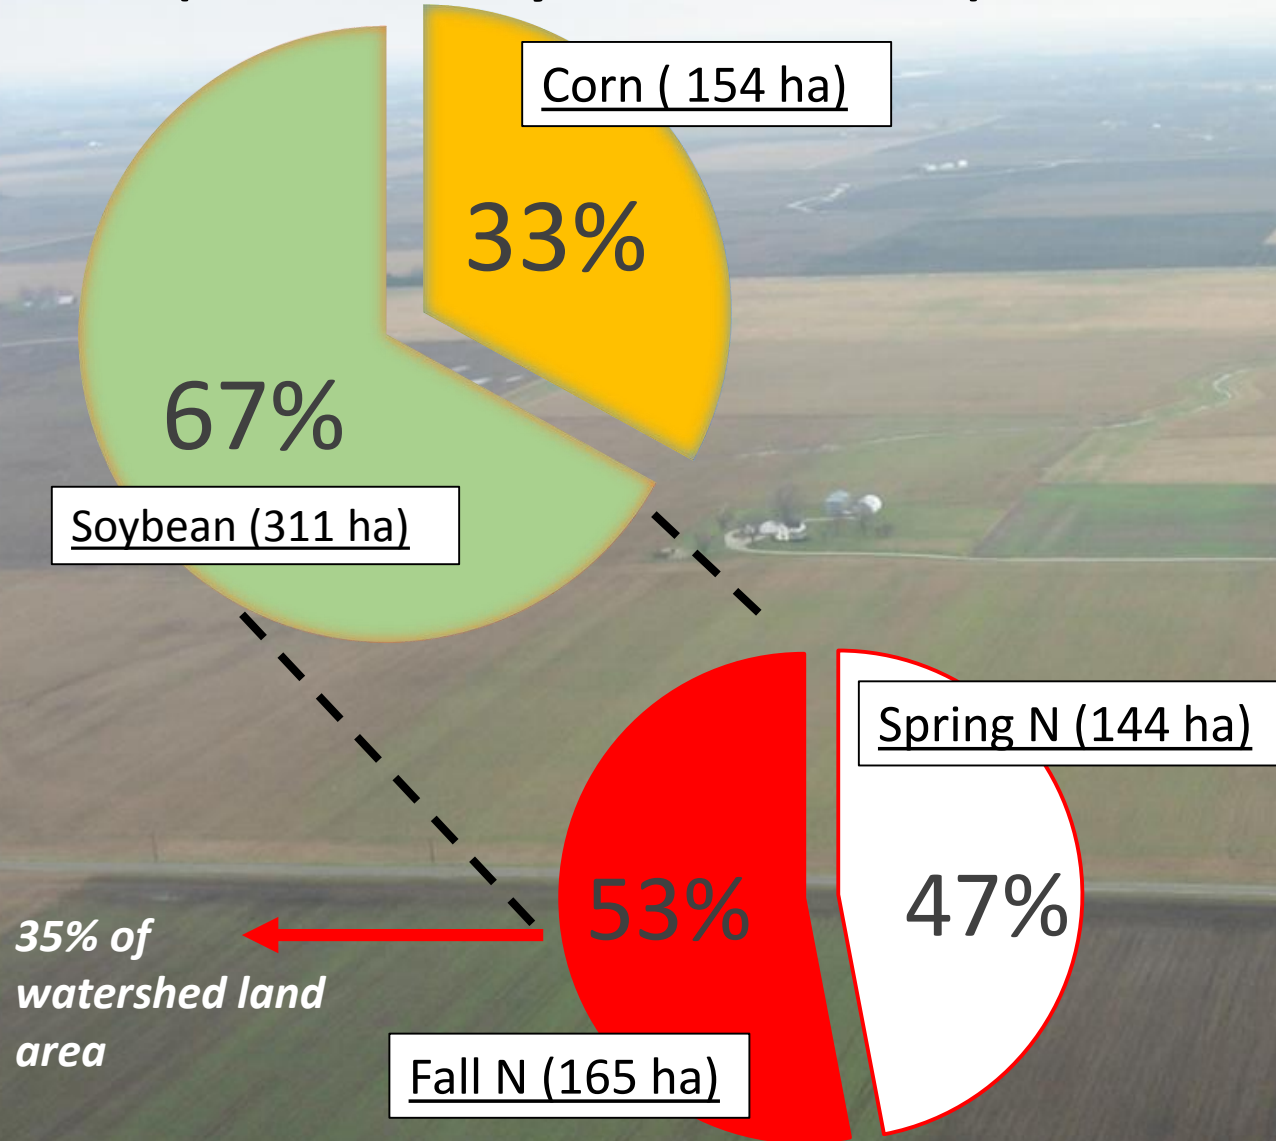 Corn ( 154 ha)
33%
67%
Soybean (311 ha)
Spring N (144 ha)
53%
47%
35% of
watershed land
area
Fall N (165 ha)